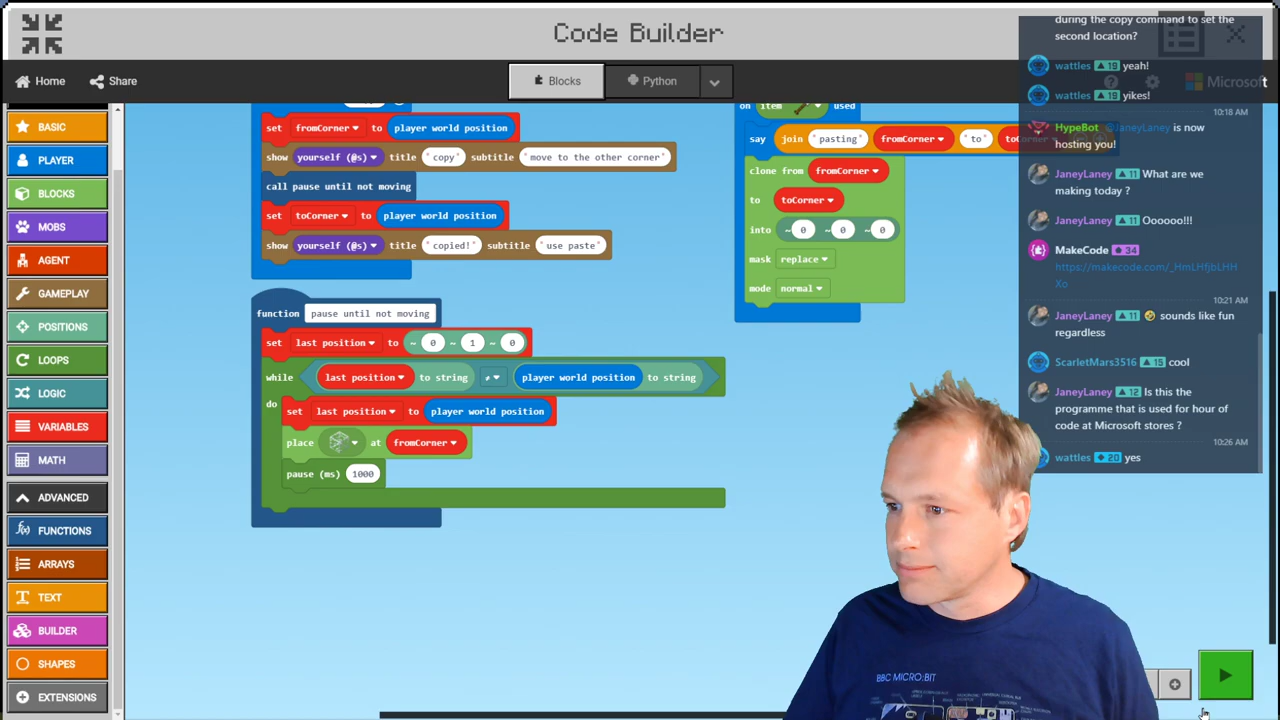 Code Builder
Home
Share
Blocks
Python
Microsoft
BASIC
PLAYER
BLOCKS
MOBS
AGENT
GAMEPLAY
POSITIONS
LOOPS
LOGIC
VARIABLES
MATH
ADVANCED
FUNCTIONS
ARRAYS
TEXT
BUILDER
SHAPES
EXTENSIONS
set fromCorner to player world position
show yourself (@s) title "copy" subtitle "move to the other corner"
call pause until not moving
set toCorner to player world position
show yourself (@s) title "copied!" subtitle "use paste"
function pause until not moving
set last position to ~ 0 ~ 1 ~ 0
while last position to string ≠ player world position to string
do set last position to player world position
place at fromCorner
pause (ms) 1000
on item used
say join "pasting" fromCorner "to"
clone from fromCorner
to toCorner
into ~ 0 ~ 0 ~ 0
mask replace
mode normal
during the copy command to set the
second location?
wattles 19 yeah!
wattles 19 yikes!
10:18 AM
HypeBot @JaneyLaney is now
hosting you!
JaneyLaney 11 What are we
making today ?
JaneyLaney 11 Oooooo!!!
MakeCode 34
https://makecode.com/_HmLHfjbLHH
Xo
10:21 AM
JaneyLaney 11 🤣 sounds like fun
regardless
ScarletMars3516 15 cool
JaneyLaney 12 Is this the
programme that is used for hour of
code at Microsoft stores ?
10:26 AM
wattles 20 yes
BBC MICRO:BIT